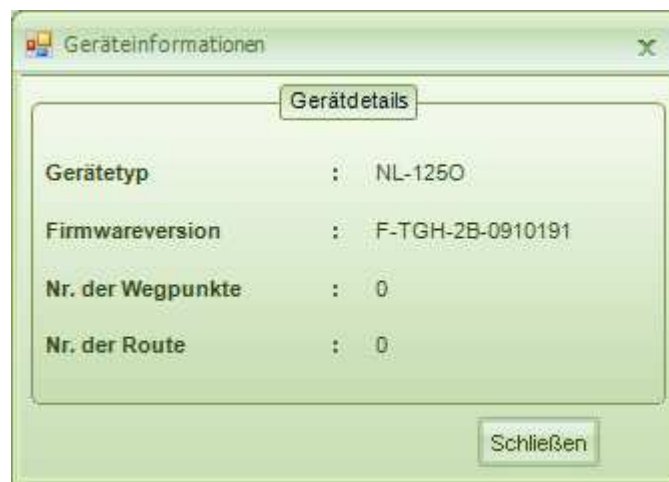 Geräteinformationen
Gerätdetails
Gerätetyp : NL-125O
Firmwareversion : F-TGH-2B-0910191
Nr. der Wegpunkte : 0
Nr. der Route : 0
Schließen